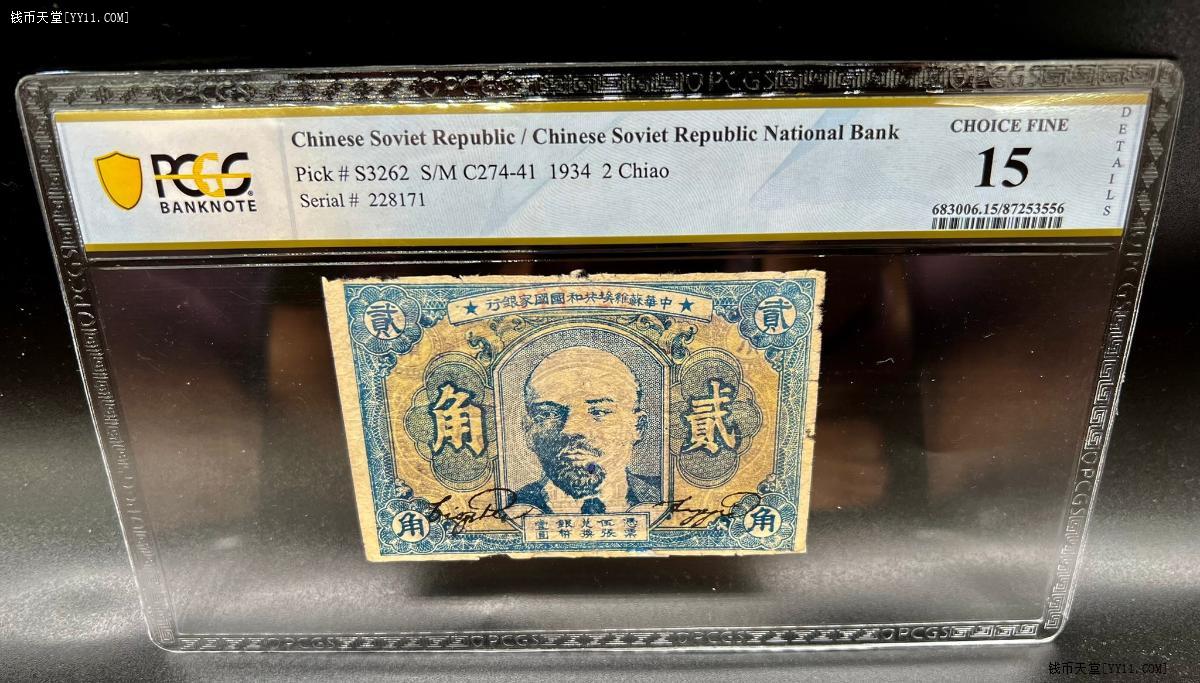 钱币天堂[YY11.COM]
PCGS
BANKNOTE
Chinese Soviet Republic / Chinese Soviet Republic National Bank
Pick # S3262 S/M C274-41 1934 2 Chiao
Serial # 228171
CHOICE FINE
15
683006.15/87253556
DETAILS
行銀家國國和共埃維蘇華中
貳
貳
角
貳
角
角
憑票
伍張
兌換
銀幣
壹圓
钱币天堂[YY11.COM]